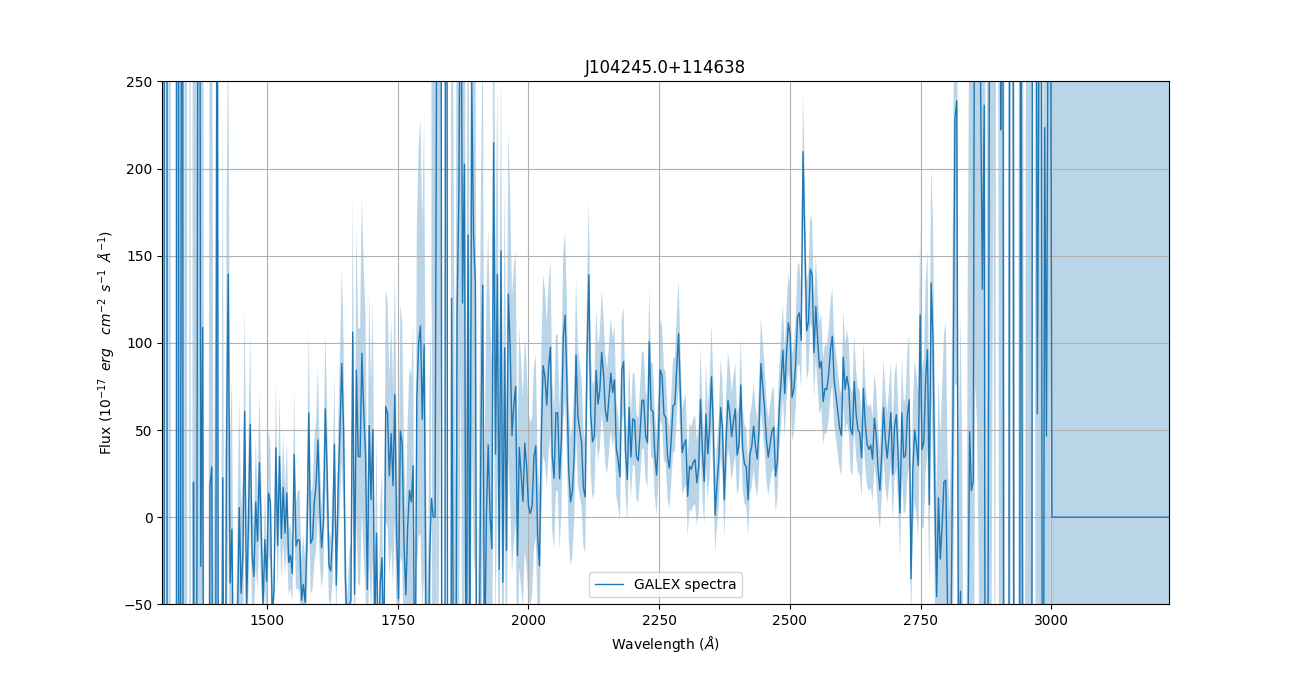 J104245.0+114638
250
200
150
100
50
0
−50
Flux (10⁻¹⁷ erg cm⁻² s⁻¹ Å⁻¹)
1500 1750 2000 2250 2500 2750 3000
Wavelength (Å)
GALEX spectra